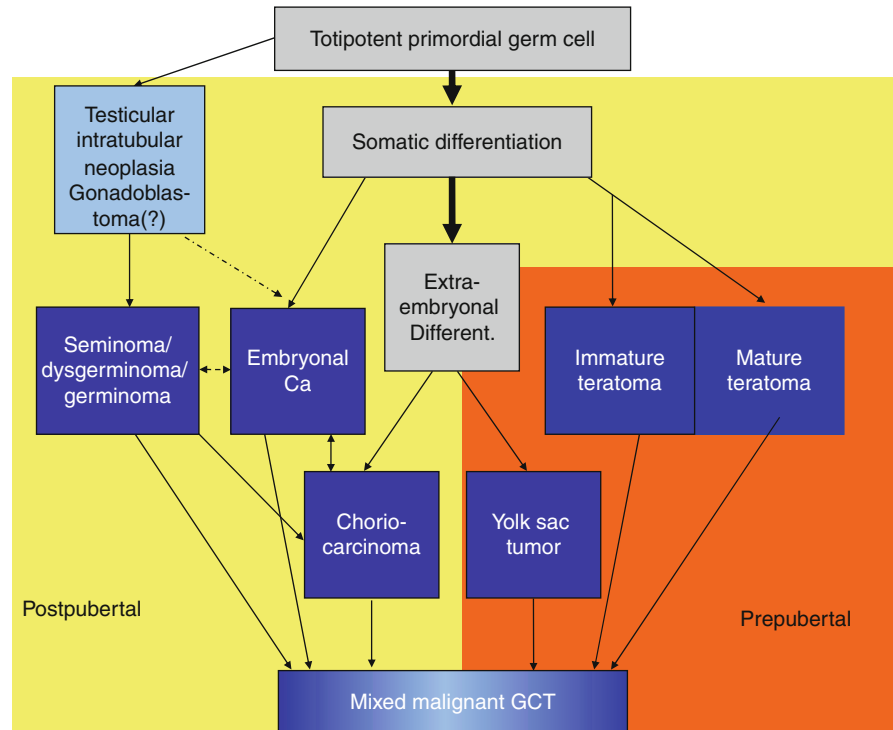 Totipotent primordial germ cell
Testicular
intratubular
neoplasia
Gonadoblas-
toma(?)
Somatic differentiation
Extra-
embryonal
Different.
Seminoma/
dysgerminoma/
germinoma
Embryonal
Ca
Immature
teratoma
Mature
teratoma
Chorio-
carcinoma
Yolk sac
tumor
Postpubertal
Prepubertal
Mixed malignant GCT